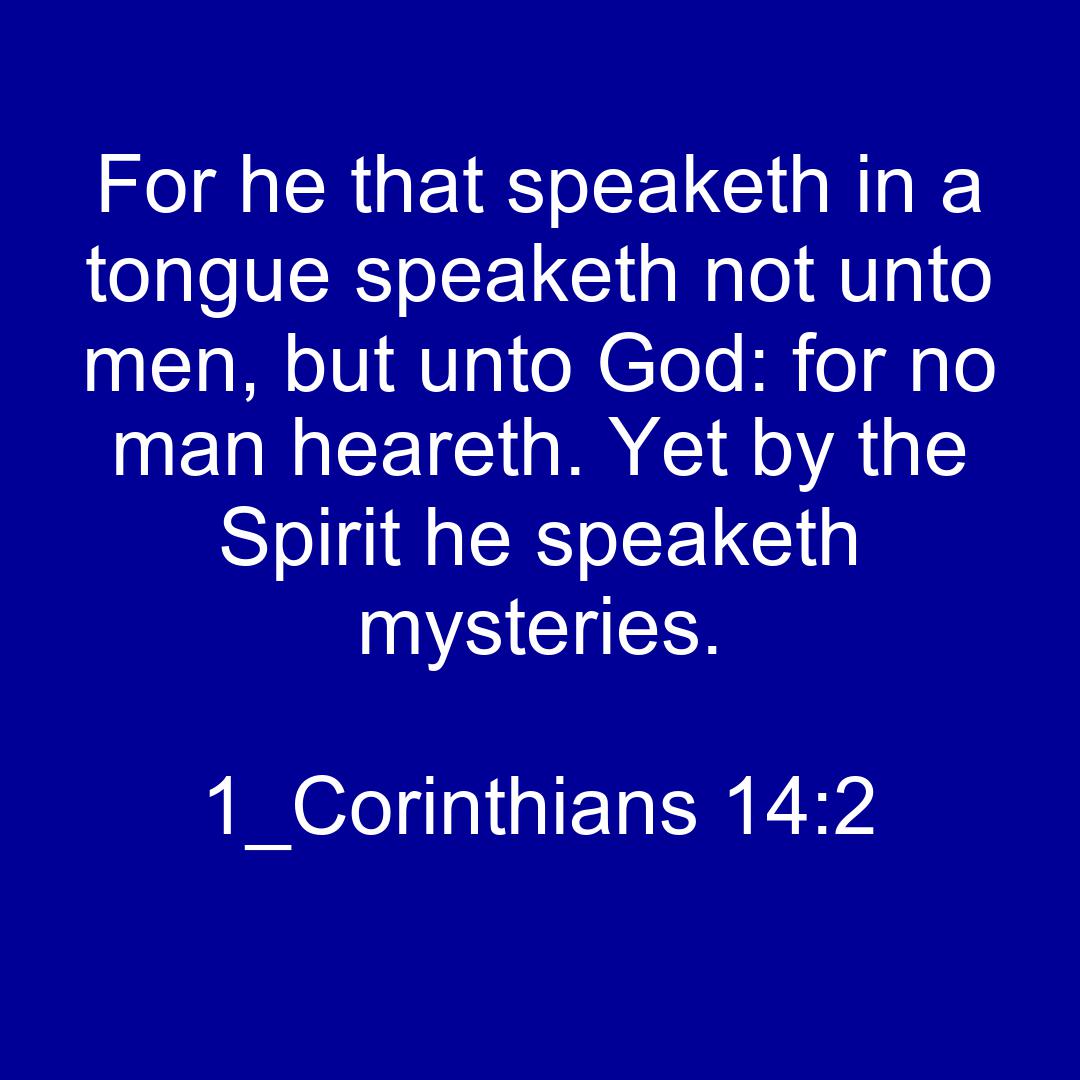 For he that speaketh in a
tongue speaketh not unto
men, but unto God: for no
man heareth. Yet by the
Spirit he speaketh
mysteries.
1_Corinthians 14:2